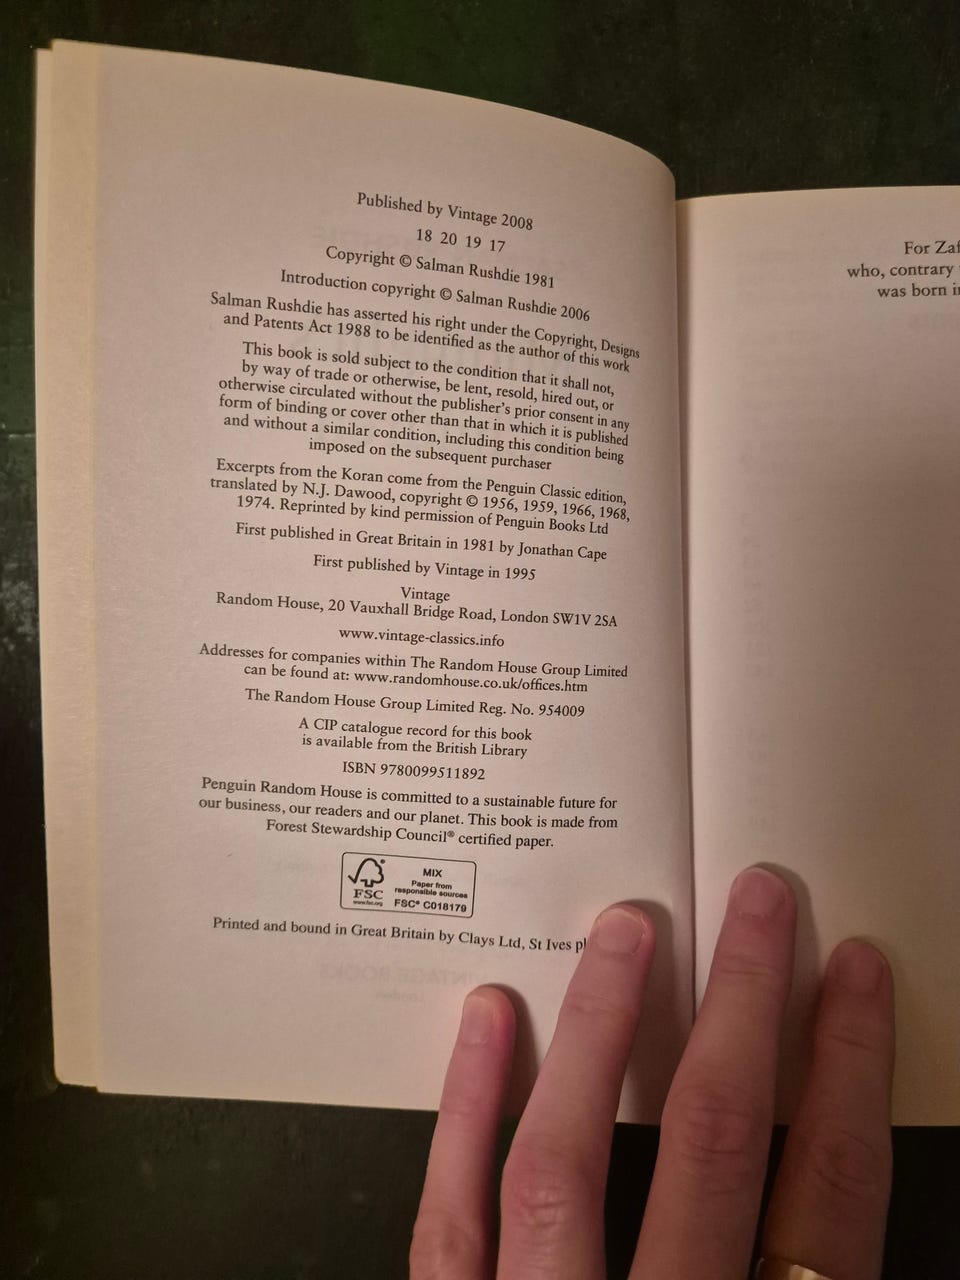 Published by Vintage 2008
18 20 19 17
Copyright © Salman Rushdie 1981
Introduction copyright © Salman Rushdie 2006
Salman Rushdie has asserted his right under the Copyright, Designs
and Patents Act 1988 to be identified as the author of this work
This book is sold subject to the condition that it shall not,
by way of trade or otherwise, be lent, resold, hired out, or
otherwise circulated without the publisher's prior consent in any
form of binding or cover other than that in which it is published
and without a similar condition, including this condition being
imposed on the subsequent purchaser
Excerpts from the Koran come from the Penguin Classic edition,
translated by N.J. Dawood, copyright © 1956, 1959, 1966, 1968,
1974. Reprinted by kind permission of Penguin Books Ltd
First published in Great Britain in 1981 by Jonathan Cape
First published by Vintage in 1995
Vintage
Random House, 20 Vauxhall Bridge Road, London SW1V 2SA
www.vintage-classics.info
Addresses for companies within The Random House Group Limited
can be found at: www.randomhouse.co.uk/offices.htm
The Random House Group Limited Reg. No. 954009
A CIP catalogue record for this book
is available from the British Library
ISBN 9780099511892
Penguin Random House is committed to a sustainable future for
our business, our readers and our planet. This book is made from
Forest Stewardship Council® certified paper.
FSC
www.fsc.org
MIX
Paper from
responsible sources
FSC® C018179
Printed and bound in Great Britain by Clays Ltd, St Ives
For
who, contrary
was born